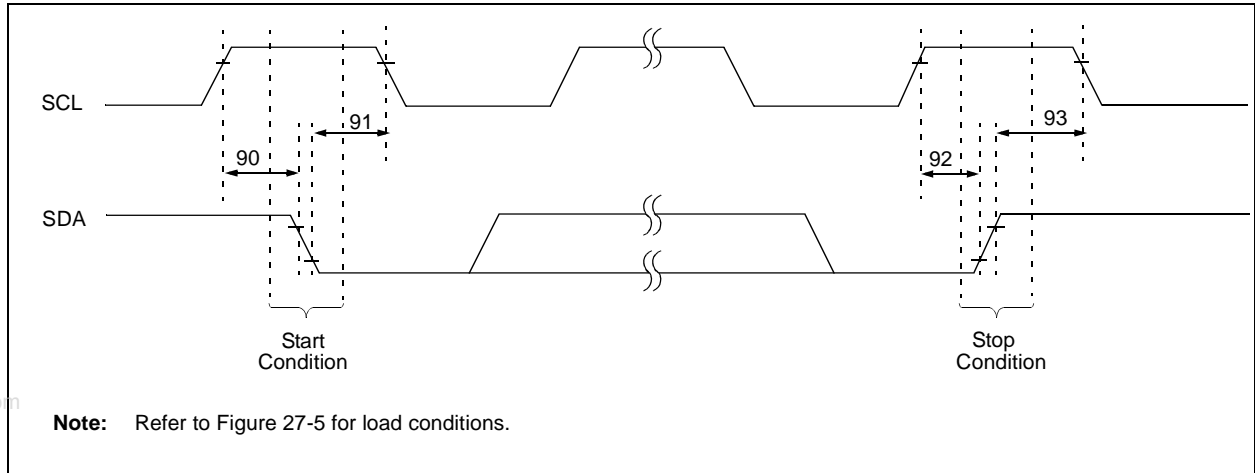 SCL
91
93
90
92
SDA
Start
Condition
Stop
Condition
om
Note: Refer to Figure 27-5 for load conditions.